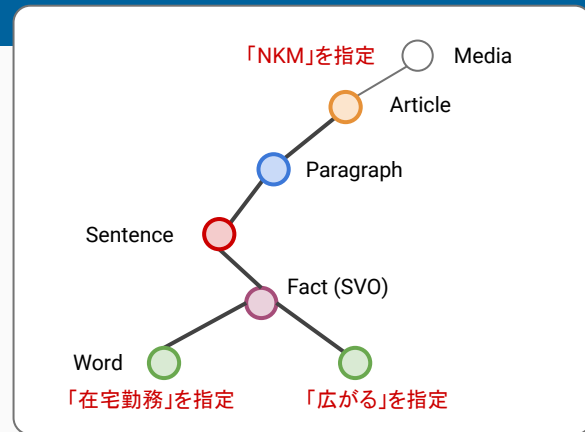 「NKM」を指定 Media
Article
Paragraph
Sentence
Fact (SVO)
Word
「在宅勤務」を指定 「広がる」を指定